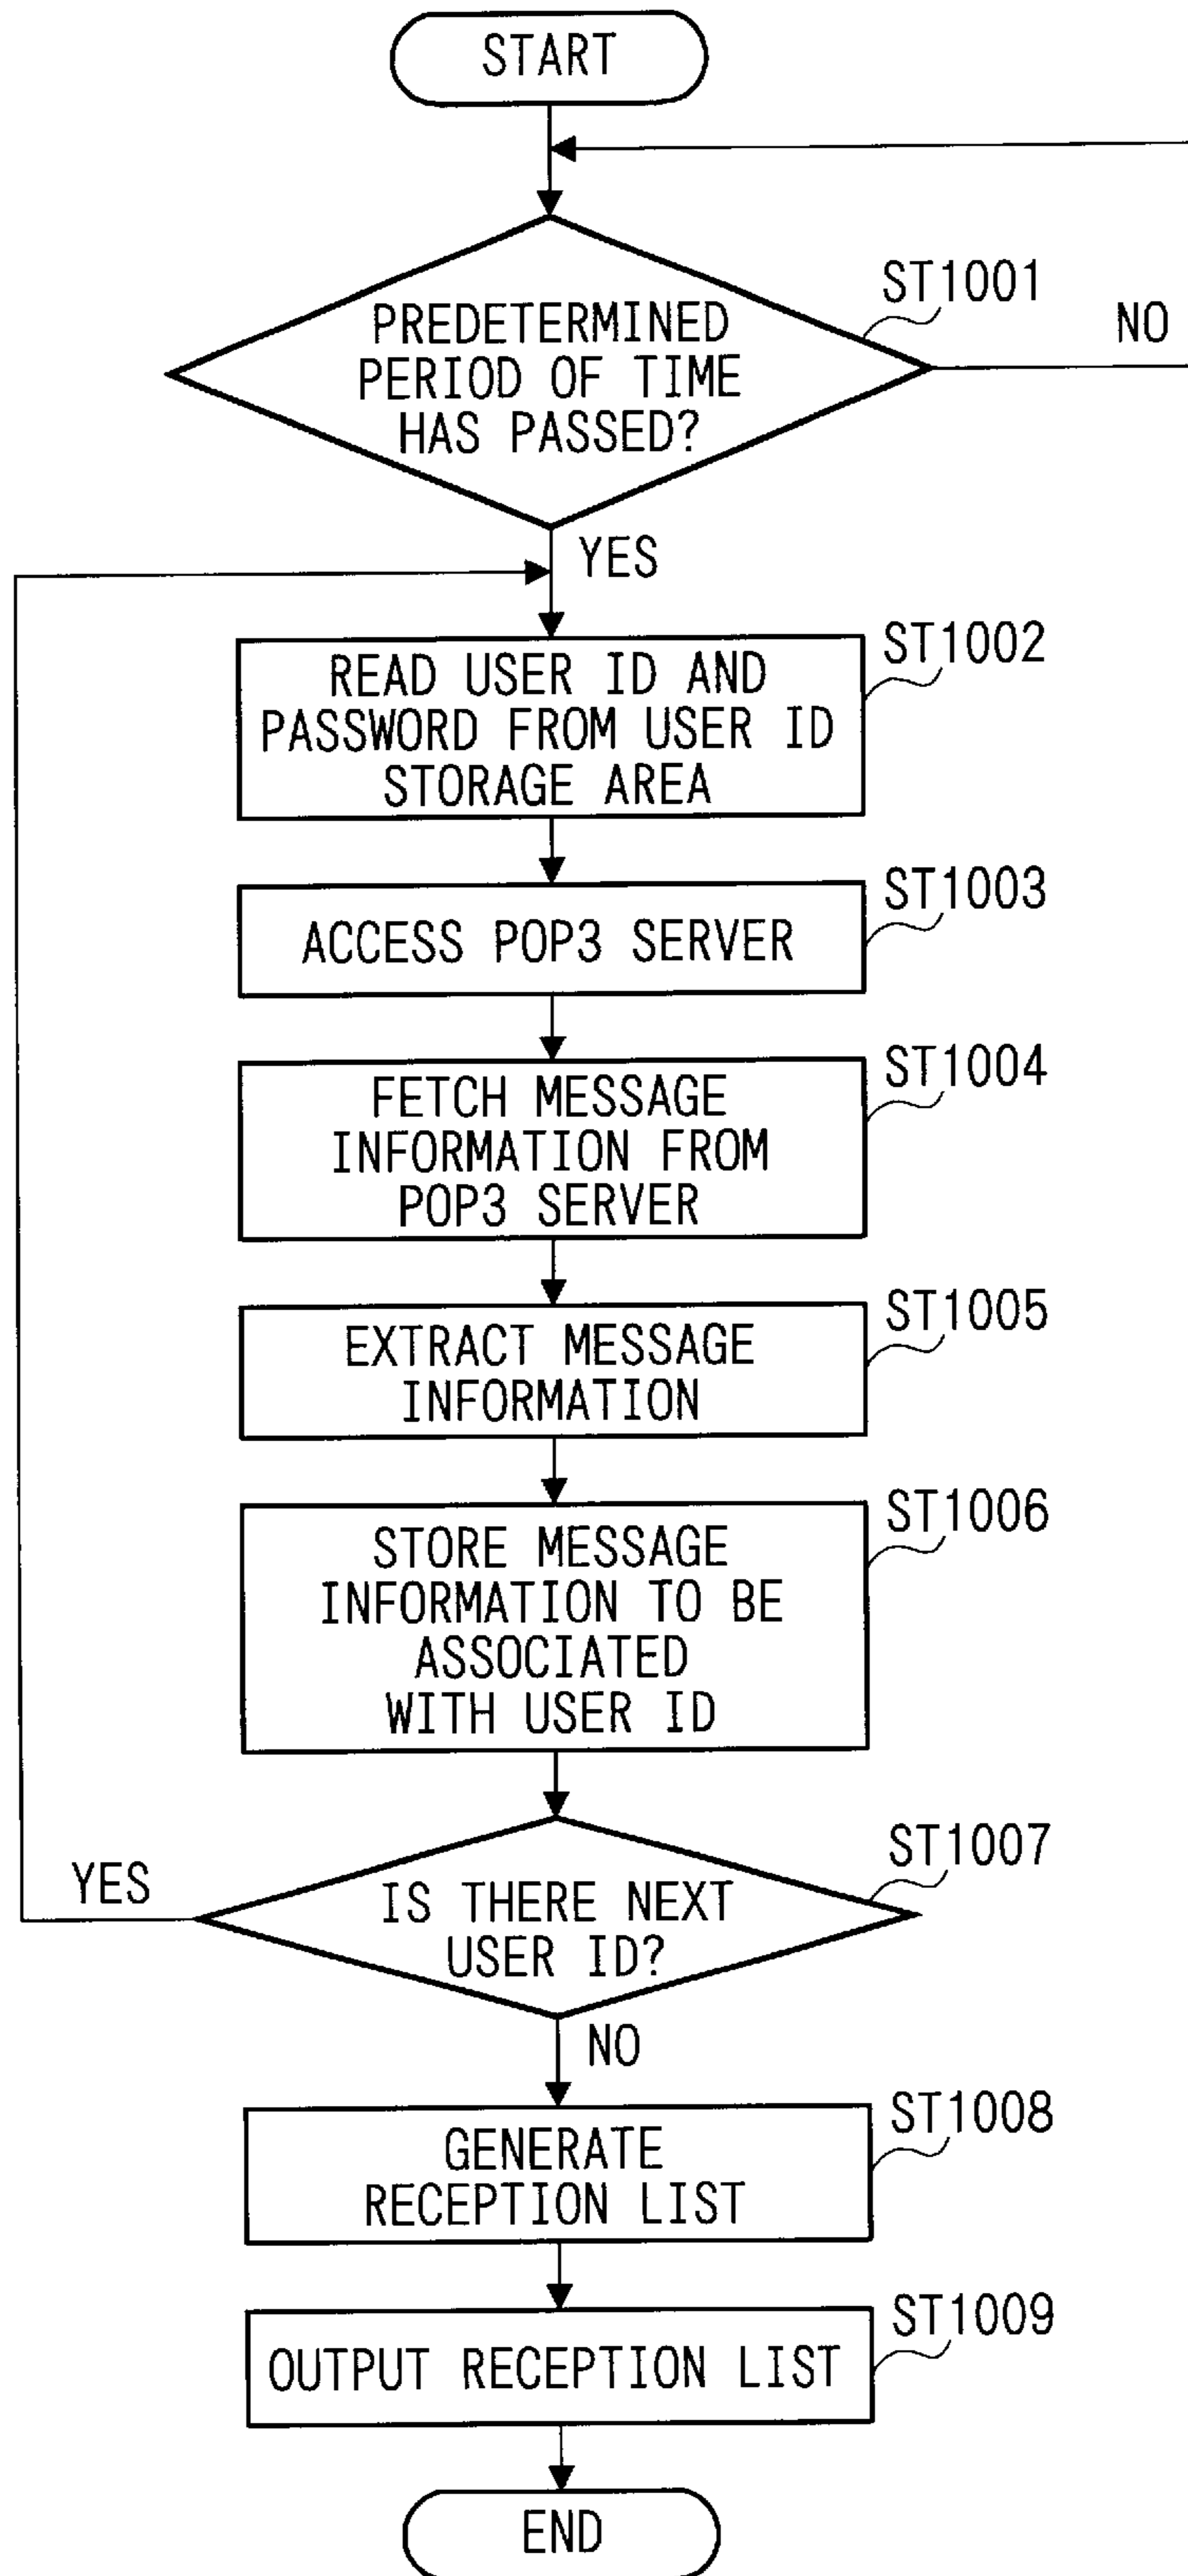 START
ST1001
PREDETERMINED
PERIOD OF TIME
HAS PASSED?
NO
YES
ST1002
READ USER ID AND
PASSWORD FROM USER ID
STORAGE AREA
ST1003
ACCESS POP3 SERVER
ST1004
FETCH MESSAGE
INFORMATION FROM
POP3 SERVER
ST1005
EXTRACT MESSAGE
INFORMATION
ST1006
STORE MESSAGE
INFORMATION TO BE
ASSOCIATED
WITH USER ID
ST1007
YES
IS THERE NEXT
USER ID?
NO
ST1008
GENERATE
RECEPTION LIST
ST1009
OUTPUT RECEPTION LIST
END